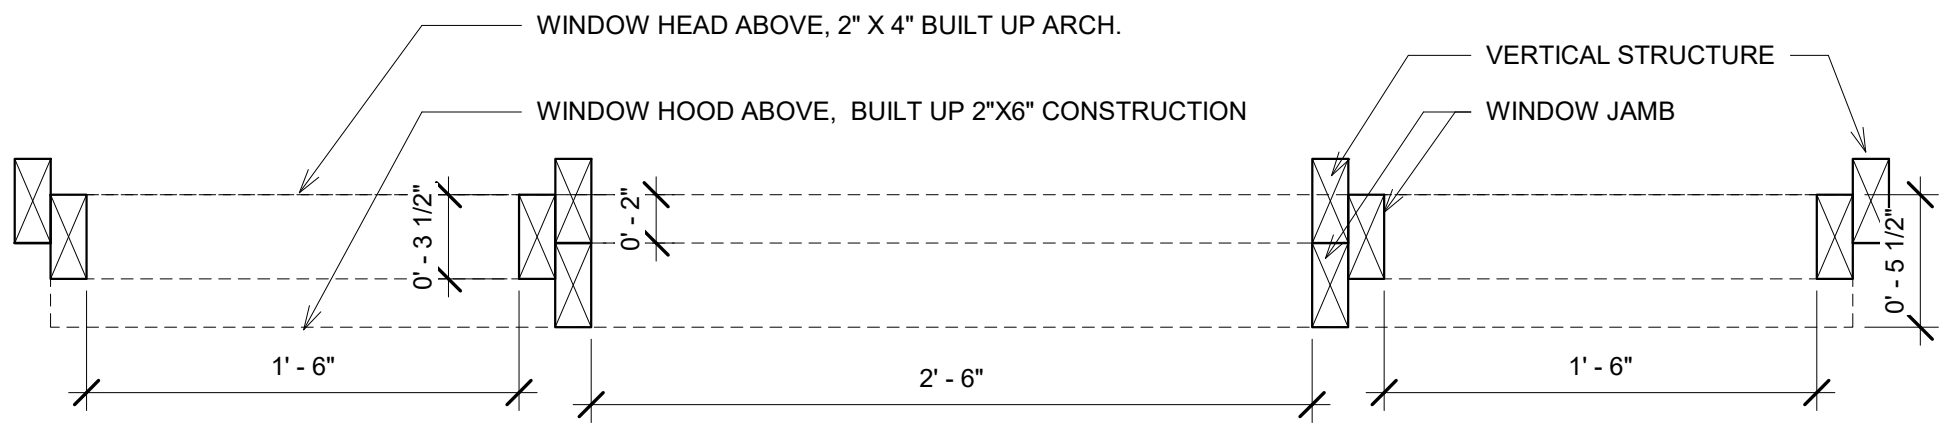 WINDOW HEAD ABOVE, 2" X 4" BUILT UP ARCH.
VERTICAL STRUCTURE
WINDOW HOOD ABOVE,  BUILT UP 2"X6" CONSTRUCTION
WINDOW JAMB
0' - 3 1/2"
0' - 2"
0' - 5 1/2"
1' - 6"
2' - 6"
1' - 6"